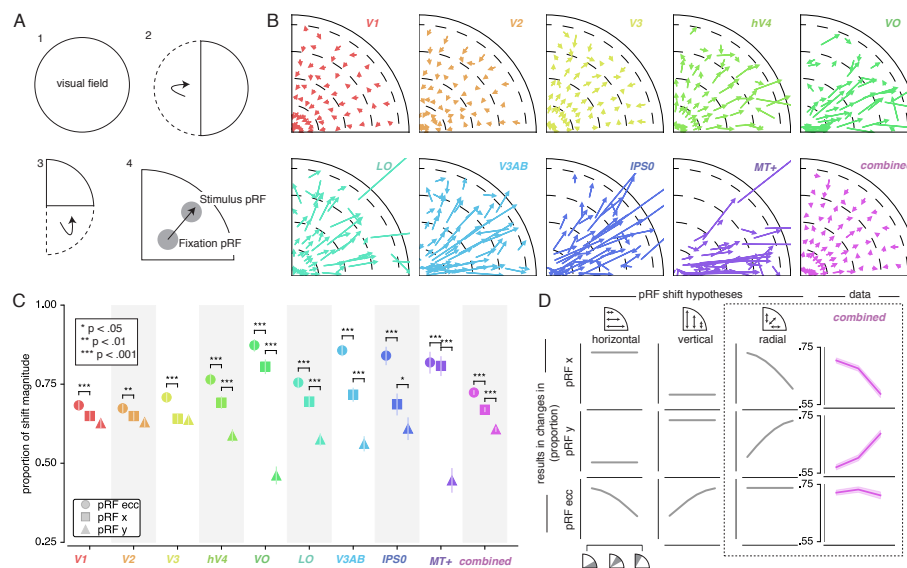 A
1
2
visual field
3
4
Stimulus pRF
Fixation pRF
B
V1
V2
V3
hV4
VO
LO
V3AB
IPS0
MT+
combined
C
1.00
* p < .05
** p < .01
*** p < .001
*** ** *** *** *** *** *** *** *** *** *** *** * *** *** *** ***
0.75
0.50
0.25
proportion of shift magnitude
pRF ecc
pRF x
pRF y
V1 V2 V3 hV4 VO LO V3AB IPS0 MT+ combined
D
pRF shift hypotheses
data
horizontal
vertical
radial
combined
results in changes in
(proportion)
pRF x
.75
.55
pRF y
.75
.55
pRF ecc
.75
.55